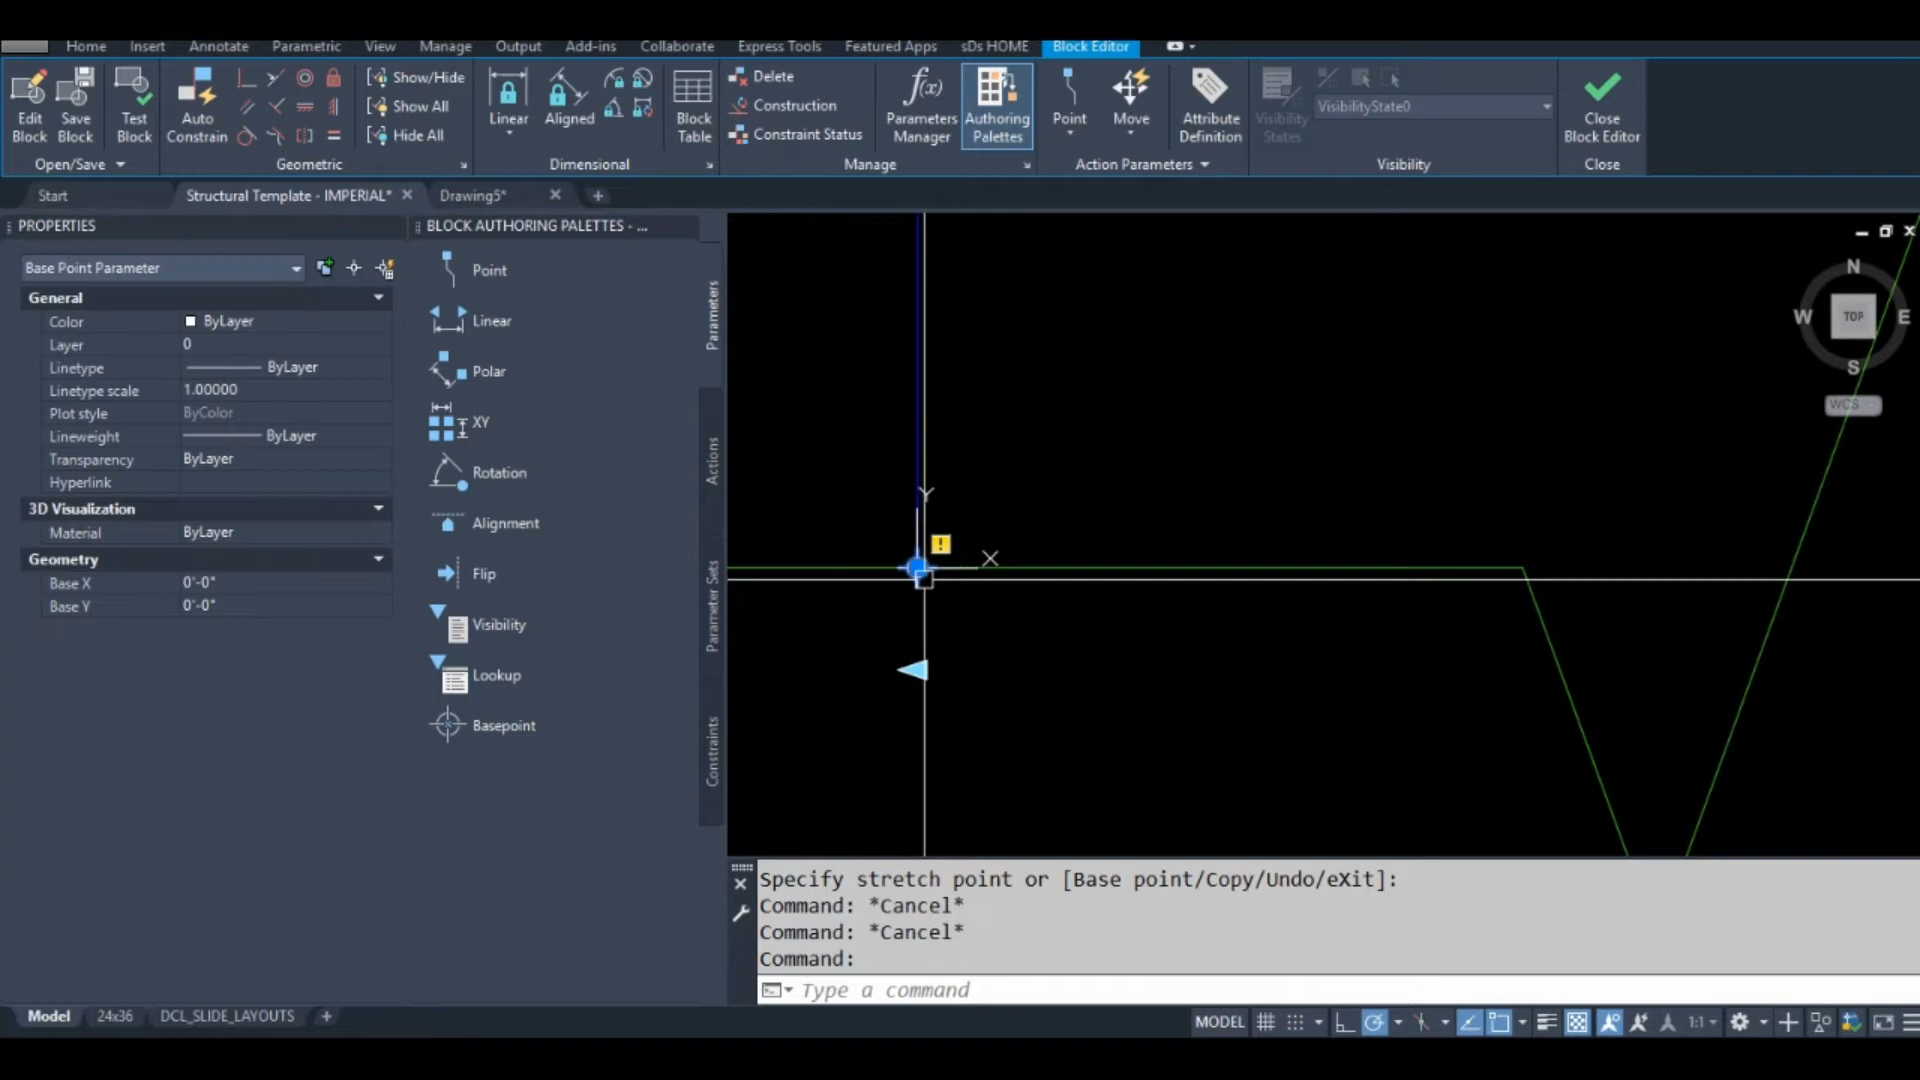 Home Insert Annotate Parametric View Manage Output Add-ins Collaborate Express Tools Featured Apps sDs HOME Block Editor
Edit Block
Save Block
Test Block
Open/Save
Auto Constrain
Show/Hide
Show All
Hide All
Geometric
Linear
Aligned
Dimensional
Block Table
Delete
Construction
Constraint Status
Parameters Manager
Authoring Palettes
Manage
Point
Move
Action Parameters
Attribute Definition
Visibility States
VisibilityState0
Visibility
Close Block Editor
Close
Start
Structural Template - IMPERIAL*
Drawing5*
PROPERTIES
Base Point Parameter
General
Color ByLayer
Layer 0
Linetype ByLayer
Linetype scale 1.00000
Plot style ByColor
Lineweight ByLayer
Transparency ByLayer
Hyperlink
3D Visualization
Material ByLayer
Geometry
Base X 0'-0"
Base Y 0'-0"
BLOCK AUTHORING PALETTES - ...
Point
Linear
Polar
XY
Rotation
Alignment
Flip
Visibility
Lookup
Basepoint
Parameters
Actions
Parameter Sets
Constraints
Y
X
!
N
W TOP E
S
WCS
Specify stretch point or [Base point/Copy/Undo/eXit]:
Command: *Cancel*
Command: *Cancel*
Command:
Type a command
Model 24x36 DCL_SLIDE_LAYOUTS
MODEL 1:1